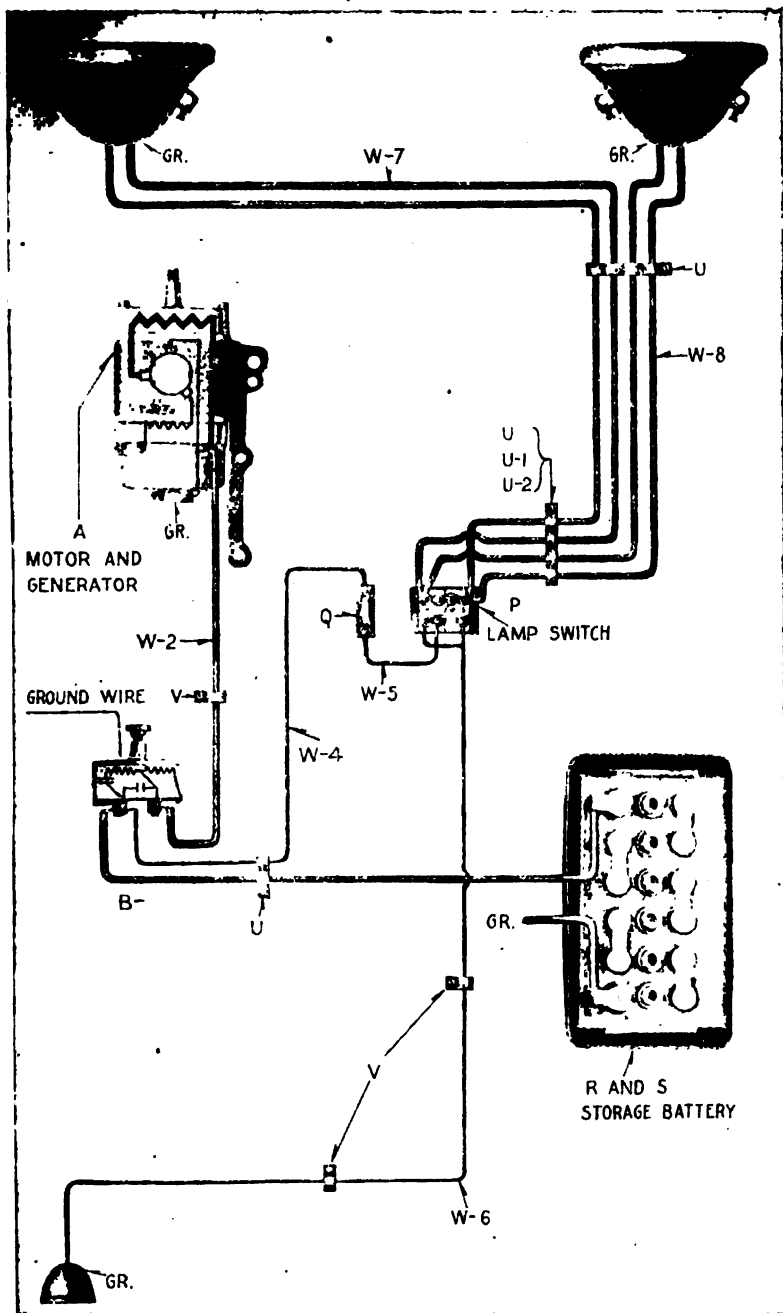 GR.
W-7
GR.
U
W-8
U
U-1
U-2
A
MOTOR AND
GENERATOR
GR.
P
LAMP SWITCH
Q
W-2
W-5
GROUND WIRE
V
W-4
B-
U
GR.
V
R AND S
STORAGE BATTERY
W-6
GR.